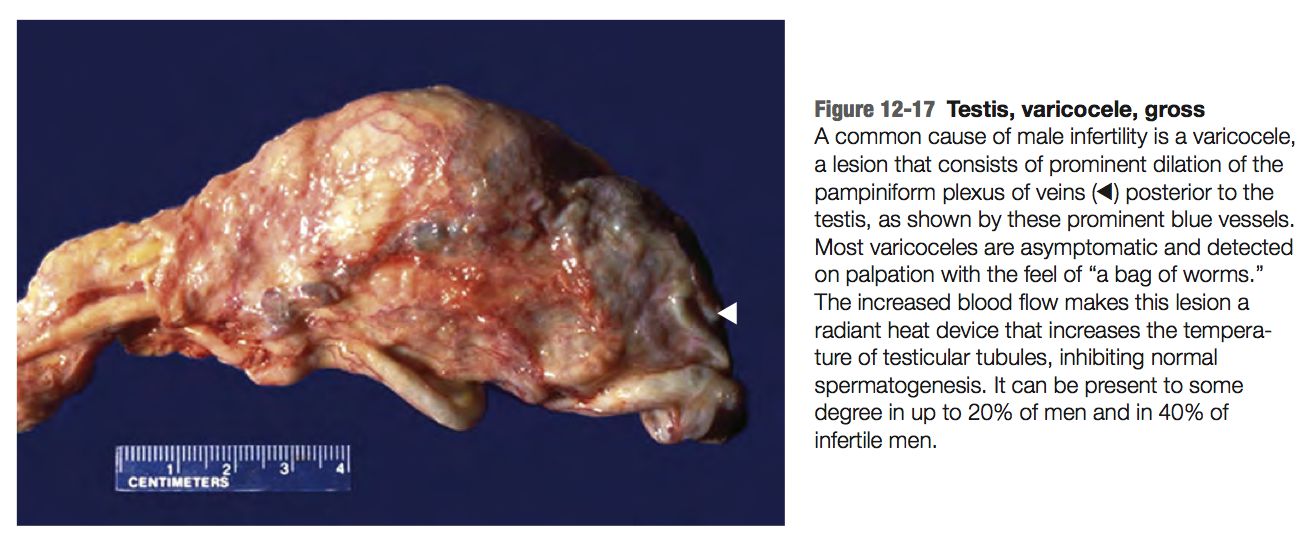 Figure 12-17 Testis, varicocele, gross
A common cause of male infertility is a varicocele,
a lesion that consists of prominent dilation of the
pampiniform plexus of veins (◄) posterior to the
testis, as shown by these prominent blue vessels.
Most varicoceles are asymptomatic and detected
on palpation with the feel of “a bag of worms.”
The increased blood flow makes this lesion a
radiant heat device that increases the tempera-
ture of testicular tubules, inhibiting normal
spermatogenesis. It can be present to some
degree in up to 20% of men and in 40% of
infertile men.
1 2 3 4
CENTIMETERS